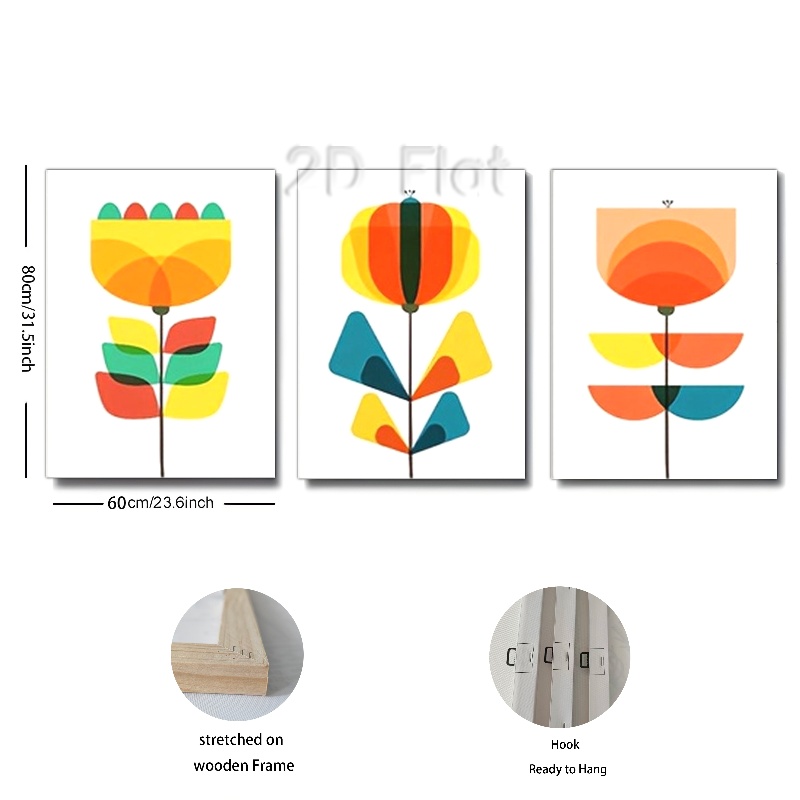 2D Flat
80cm/31.5inch
60cm/23.6inch
stretched on
wooden Frame
Hook
Ready to Hang